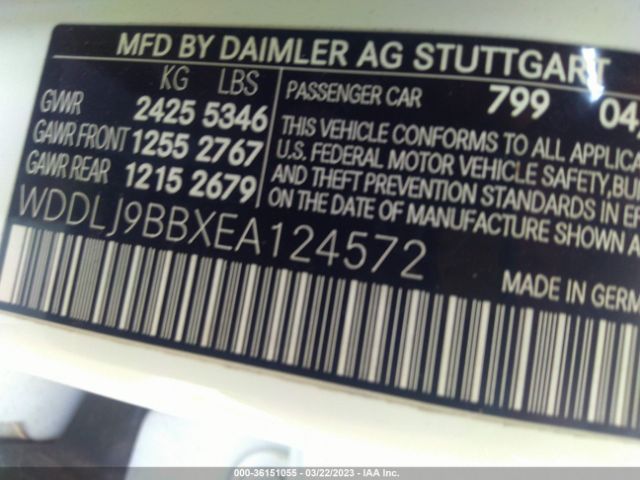 MFD BY DAIMLER AG STUTTGART
KG LBS
GVWR 2425 5346
GAWR FRONT 1255 2767
GAWR REAR 1215 2679
PASSENGER CAR 799 04
THIS VEHICLE CONFORMS TO ALL APPLICA
U.S. FEDERAL MOTOR VEHICLE SAFETY, BU
AND THEFT PREVENTION STANDARDS IN E
ON THE DATE OF MANUFACTURE SHOWN A
WDDLJ9BBXEA124572
MADE IN GERM
000-36151055 - 03/22/2023 - IAA Inc.